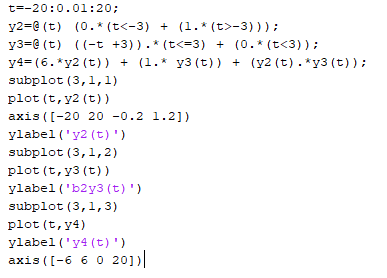 t=-20:0.01:20;
y2=@(t) (0.*(t<-3) + (1.*(t>-3)));
y3=@(t) ((-t +3)).*(t<=3) + (0.*(t<3));
y4=(6.*y2(t)) + (1.* y3(t)) + (y2(t).*y3(t));
subplot(3,1,1)
plot(t,y2(t))
axis([-20 20 -0.2 1.2])
ylabel('y2(t)')
subplot(3,1,2)
plot(t,y3(t))
ylabel('b2y3(t)')
subplot(3,1,3)
plot(t,y4)
ylabel('y4(t)')
axis([-6 6 0 20])